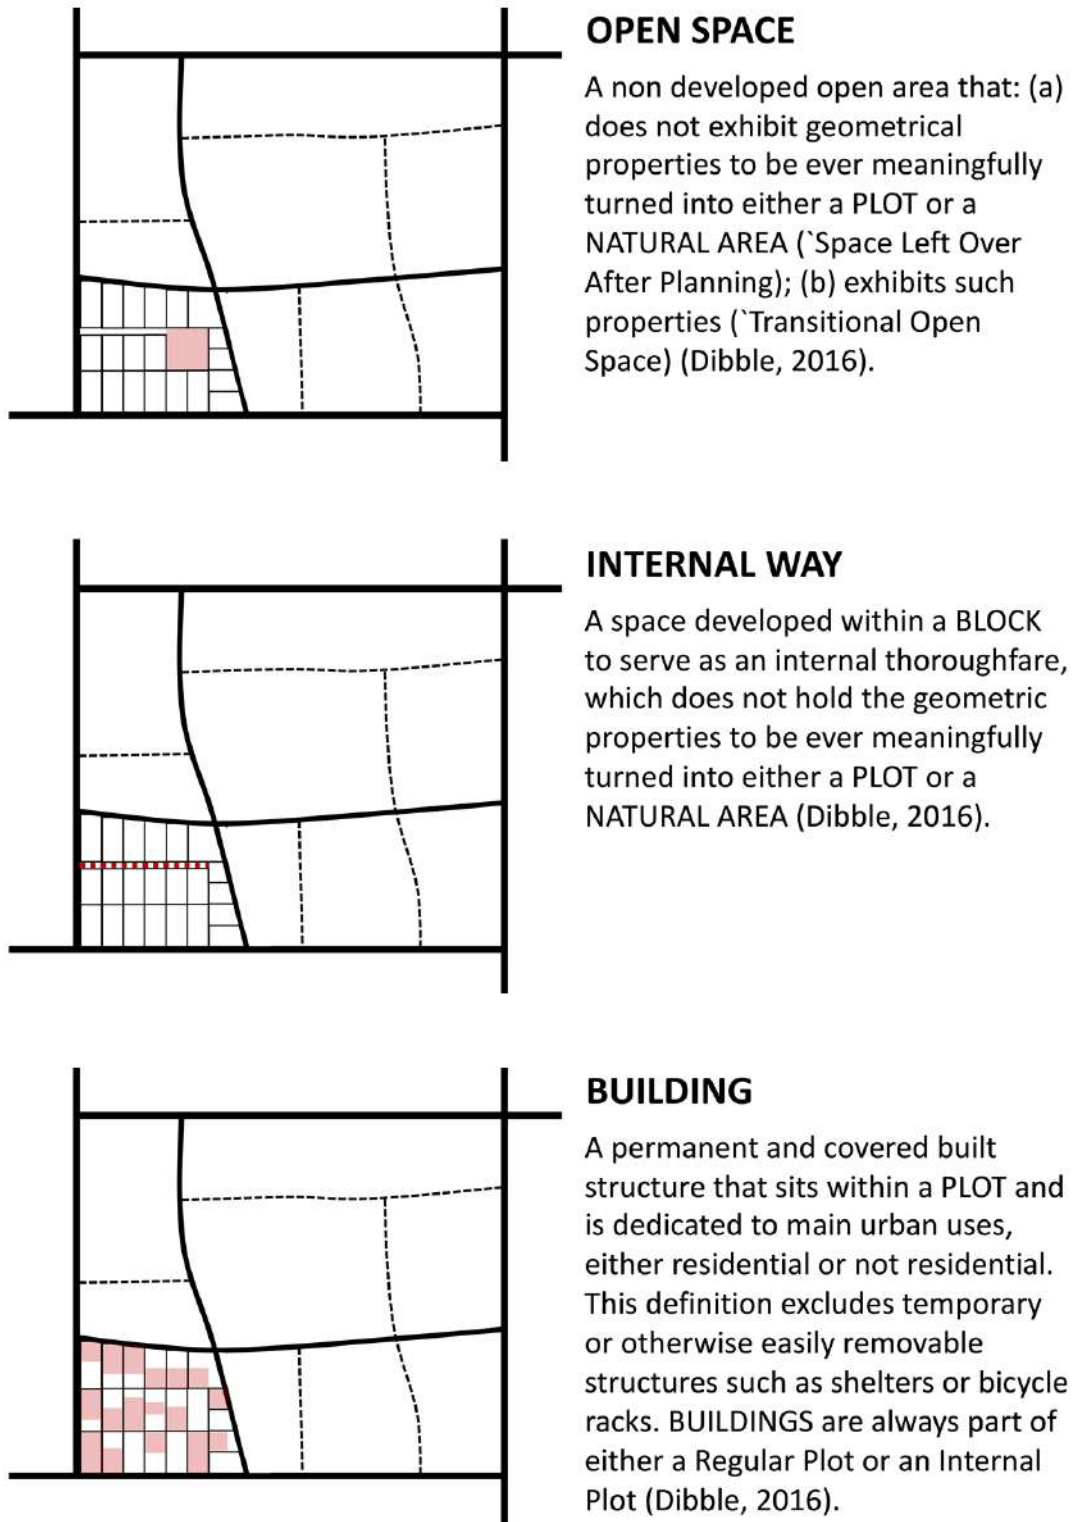 OPEN SPACE
A non developed open area that: (a)
does not exhibit geometrical
properties to be ever meaningfully
turned into either a PLOT or a
NATURAL AREA (`Space Left Over
After Planning); (b) exhibits such
properties (`Transitional Open
Space) (Dibble, 2016).
INTERNAL WAY
A space developed within a BLOCK
to serve as an internal thoroughfare,
which does not hold the geometric
properties to be ever meaningfully
turned into either a PLOT or a
NATURAL AREA (Dibble, 2016).
BUILDING
A permanent and covered built
structure that sits within a PLOT and
is dedicated to main urban uses,
either residential or not residential.
This definition excludes temporary
or otherwise easily removable
structures such as shelters or bicycle
racks. BUILDINGS are always part of
either a Regular Plot or an Internal
Plot (Dibble, 2016).